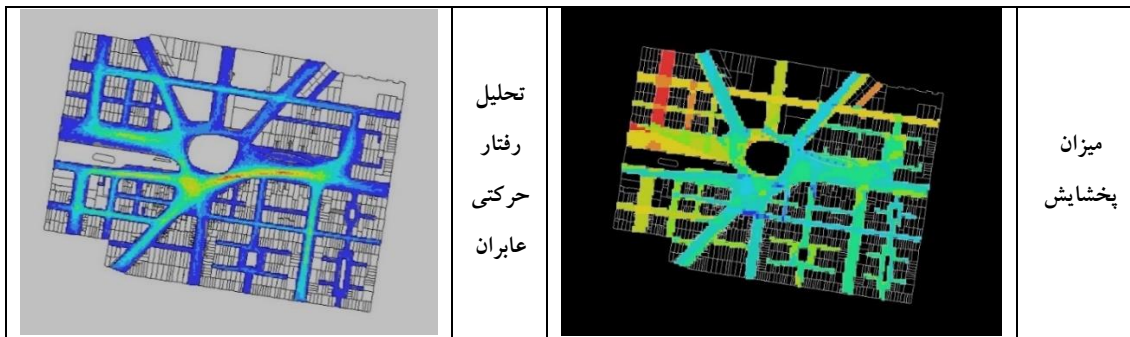 میزان
پخشایش
تحلیل
رفتار
حرکتی
عابران